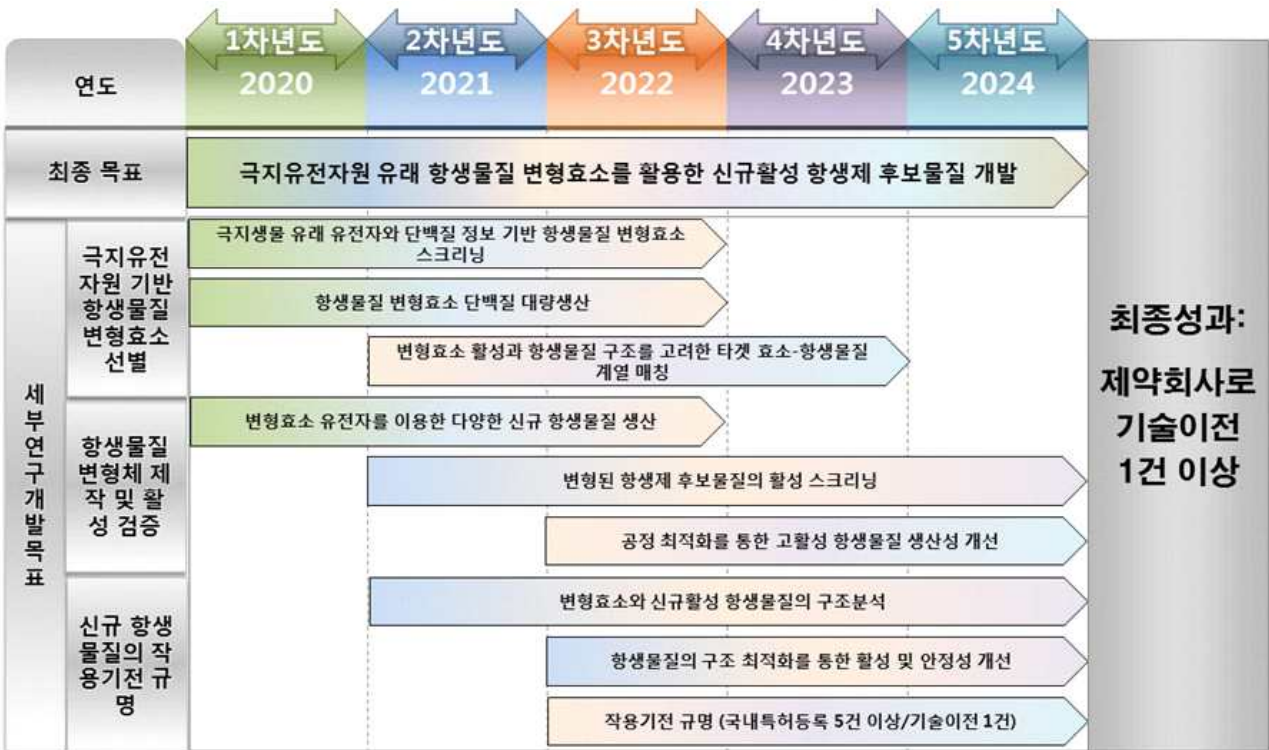 1차년도 2차년도 3차년도 4차년도 5차년도
연도 2020 2021 2022 2023 2024
최종 목표
극지유전자원 유래 항생물질 변형효소를 활용한 신규활성 항생제 후보물질 개발
세
부
연
구
개
발
목
표
극지유전
자원 기반
항생물질
변형효소
선별
극지생물 유래 유전자와 단백질 정보 기반 항생물질 변형효소
스크리닝
항생물질 변형효소 단백질 대량생산
변형효소 활성과 항생물질 구조를 고려한 타겟 효소-항생물질
계열 매칭
항생물질
변형체 제
작 및 활
성 검증
변형효소 유전자를 이용한 다양한 신규 항생물질 생산
변형된 항생제 후보물질의 활성 스크리닝
공정 최적화를 통한 고활성 항생물질 생산성 개선
신규 항생
물질의 작
용기전 규
명
변형효소와 신규활성 항생물질의 구조분석
항생물질의 구조 최적화를 통한 활성 및 안정성 개선
작용기전 규명 (국내특허등록 5건 이상/기술이전 1건)
최종성과:
제약회사로
기술이전
1건 이상